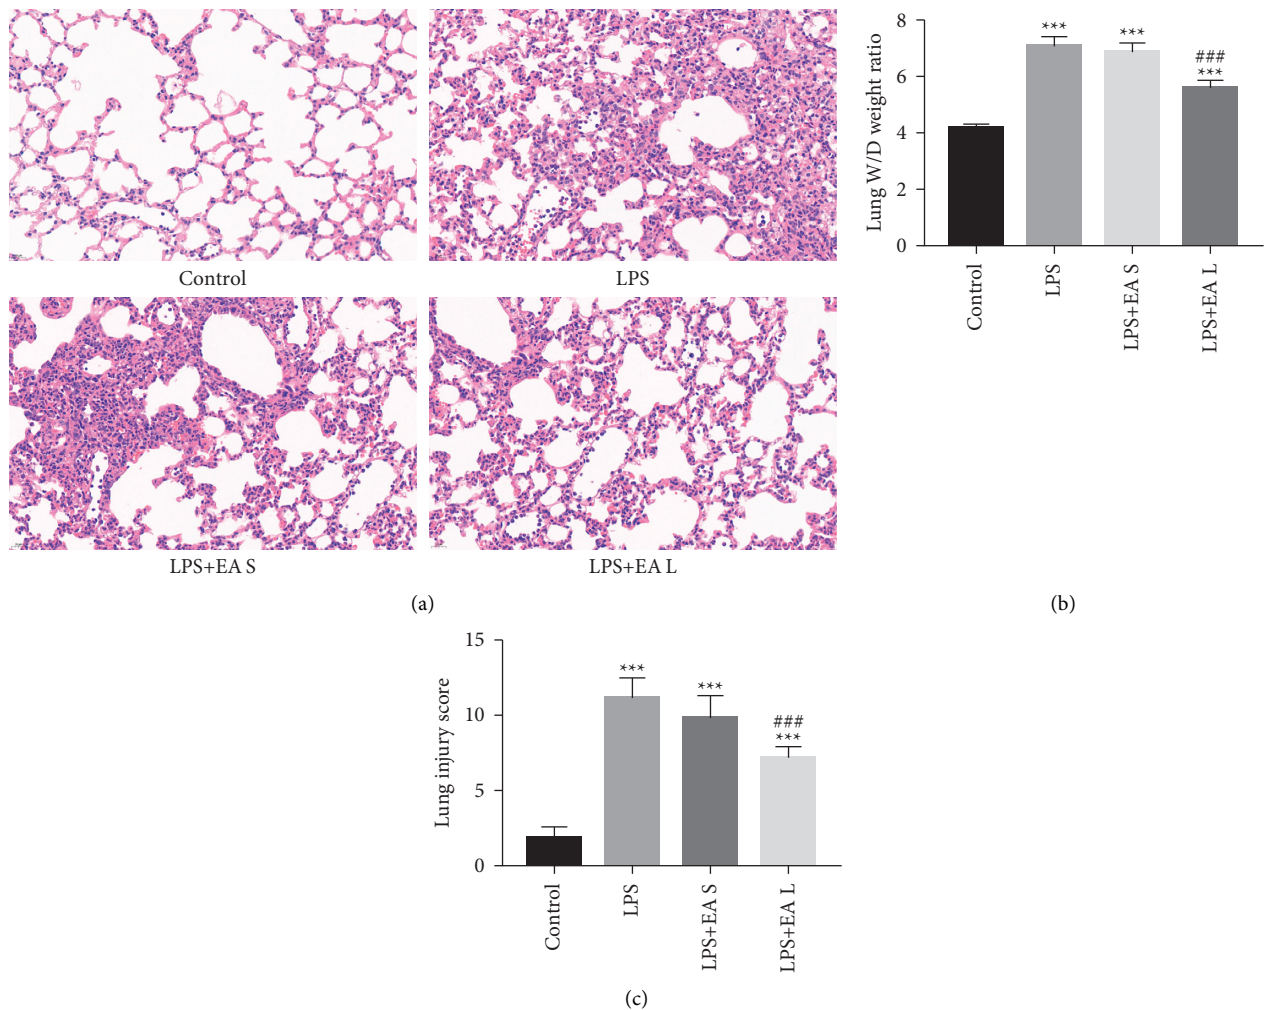 Control
LPS
LPS+EA S
LPS+EA L
(a)
Lung W/D weight ratio
8
6
4
2
0
***
***
###
***
Control
LPS
LPS+EA S
LPS+EA L
(b)
Lung injury score
15
10
5
0
***
***
###
***
Control
LPS
LPS+EA S
LPS+EA L
(c)